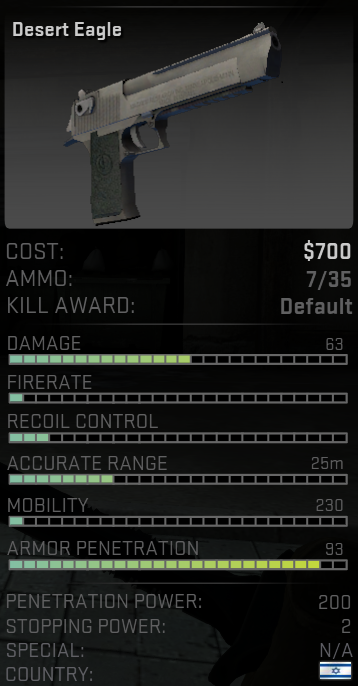 Desert Eagle
COST: $700
AMMO: 7/35
KILL AWARD: Default
DAMAGE 63
FIRERATE
RECOIL CONTROL
ACCURATE RANGE 25m
MOBILITY 230
ARMOR PENETRATION 93
PENETRATION POWER: 200
STOPPING POWER: 2
SPECIAL: N/A
COUNTRY: